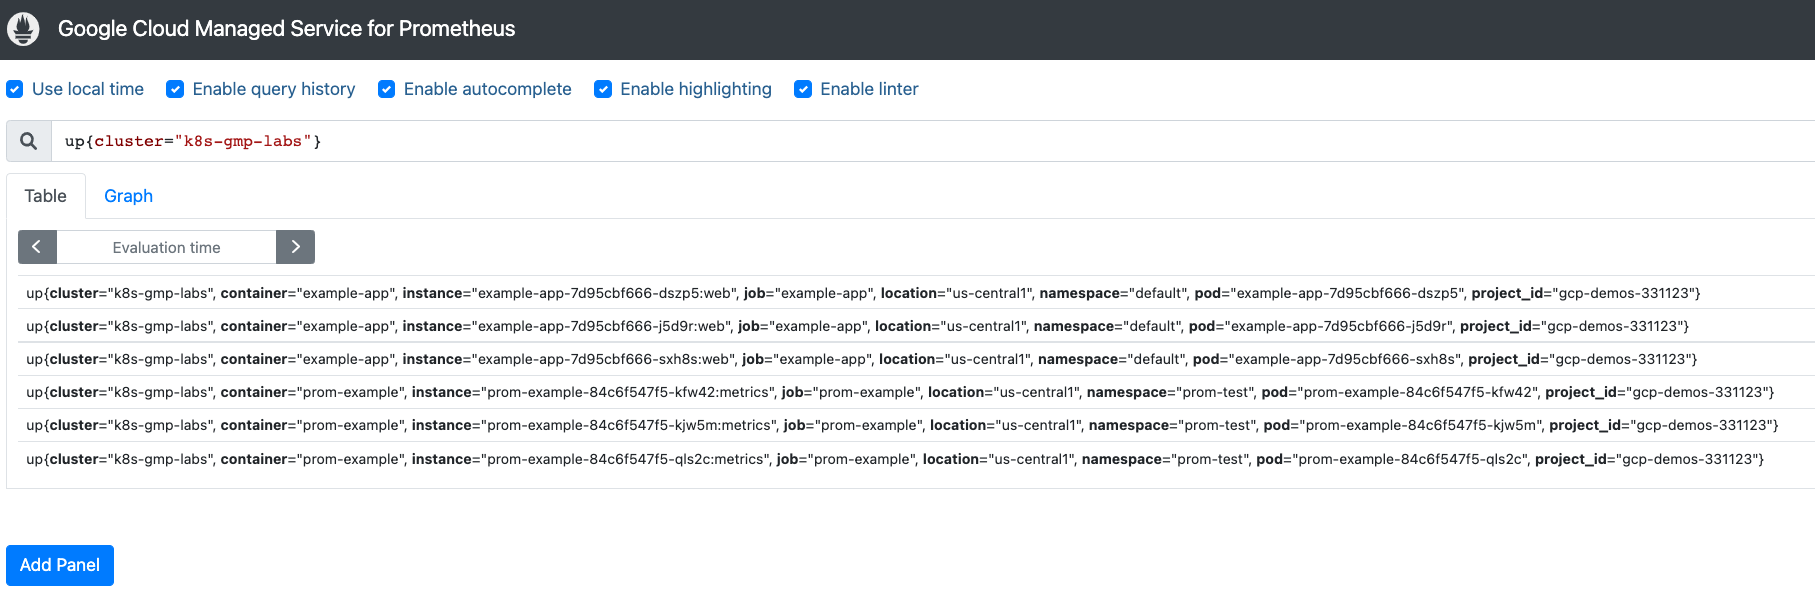 Google Cloud Managed Service for Prometheus
Use local time Enable query history Enable autocomplete Enable highlighting Enable linter
up{cluster="k8s-gmp-labs"}
Table Graph
Evaluation time
up{cluster="k8s-gmp-labs", container="example-app", instance="example-app-7d95cbf666-dszp5:web", job="example-app", location="us-central1", namespace="default", pod="example-app-7d95cbf666-dszp5", project_id="gcp-demos-331123"}
up{cluster="k8s-gmp-labs", container="example-app", instance="example-app-7d95cbf666-j5d9r:web", job="example-app", location="us-central1", namespace="default", pod="example-app-7d95cbf666-j5d9r", project_id="gcp-demos-331123"}
up{cluster="k8s-gmp-labs", container="example-app", instance="example-app-7d95cbf666-sxh8s:web", job="example-app", location="us-central1", namespace="default", pod="example-app-7d95cbf666-sxh8s", project_id="gcp-demos-331123"}
up{cluster="k8s-gmp-labs", container="prom-example", instance="prom-example-84c6f547f5-kfw42:metrics", job="prom-example", location="us-central1", namespace="prom-test", pod="prom-example-84c6f547f5-kfw42", project_id="gcp-demos-331123"}
up{cluster="k8s-gmp-labs", container="prom-example", instance="prom-example-84c6f547f5-kjw5m:metrics", job="prom-example", location="us-central1", namespace="prom-test", pod="prom-example-84c6f547f5-kjw5m", project_id="gcp-demos-331123"}
up{cluster="k8s-gmp-labs", container="prom-example", instance="prom-example-84c6f547f5-qls2c:metrics", job="prom-example", location="us-central1", namespace="prom-test", pod="prom-example-84c6f547f5-qls2c", project_id="gcp-demos-331123"}
Add Panel